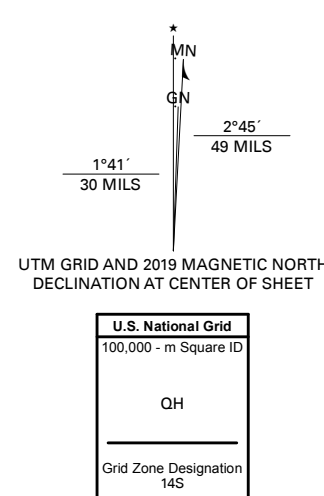 ★
MN
GN
2°45´
49 MILS
1°41´
30 MILS
UTM GRID AND 2019 MAGNETIC NORTH
DECLINATION AT CENTER OF SHEET
U.S. National Grid
100,000 - m Square ID
QH
Grid Zone Designation
14S